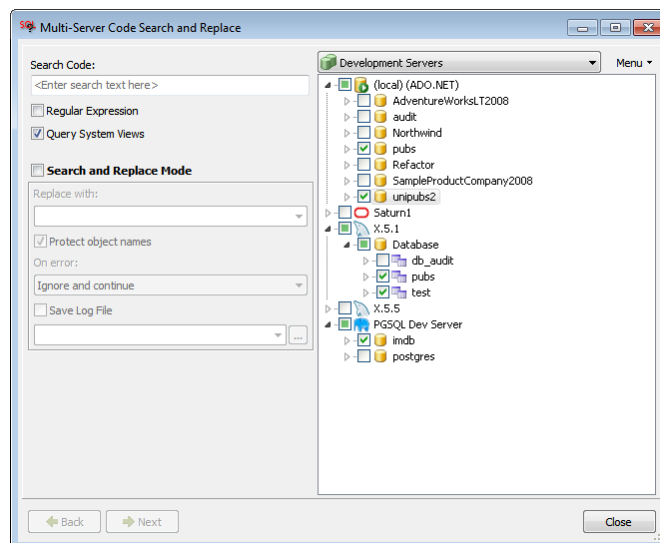 SQL Multi-Server Code Search and Replace
Search Code:
<Enter search text here>
Regular Expression
Query System Views
Search and Replace Mode
Replace with:
Protect object names
On error:
Ignore and continue
Save Log File
...
Back
Next
Development Servers
Menu
(local) (ADO.NET)
AdventureWorksLT2008
audit
Northwind
pubs
Refactor
SampleProductCompany2008
unipubs2
Saturn1
X.5.1
Database
db_audit
pubs
test
X.5.5
PGSQL Dev Server
imdb
postgres
Close